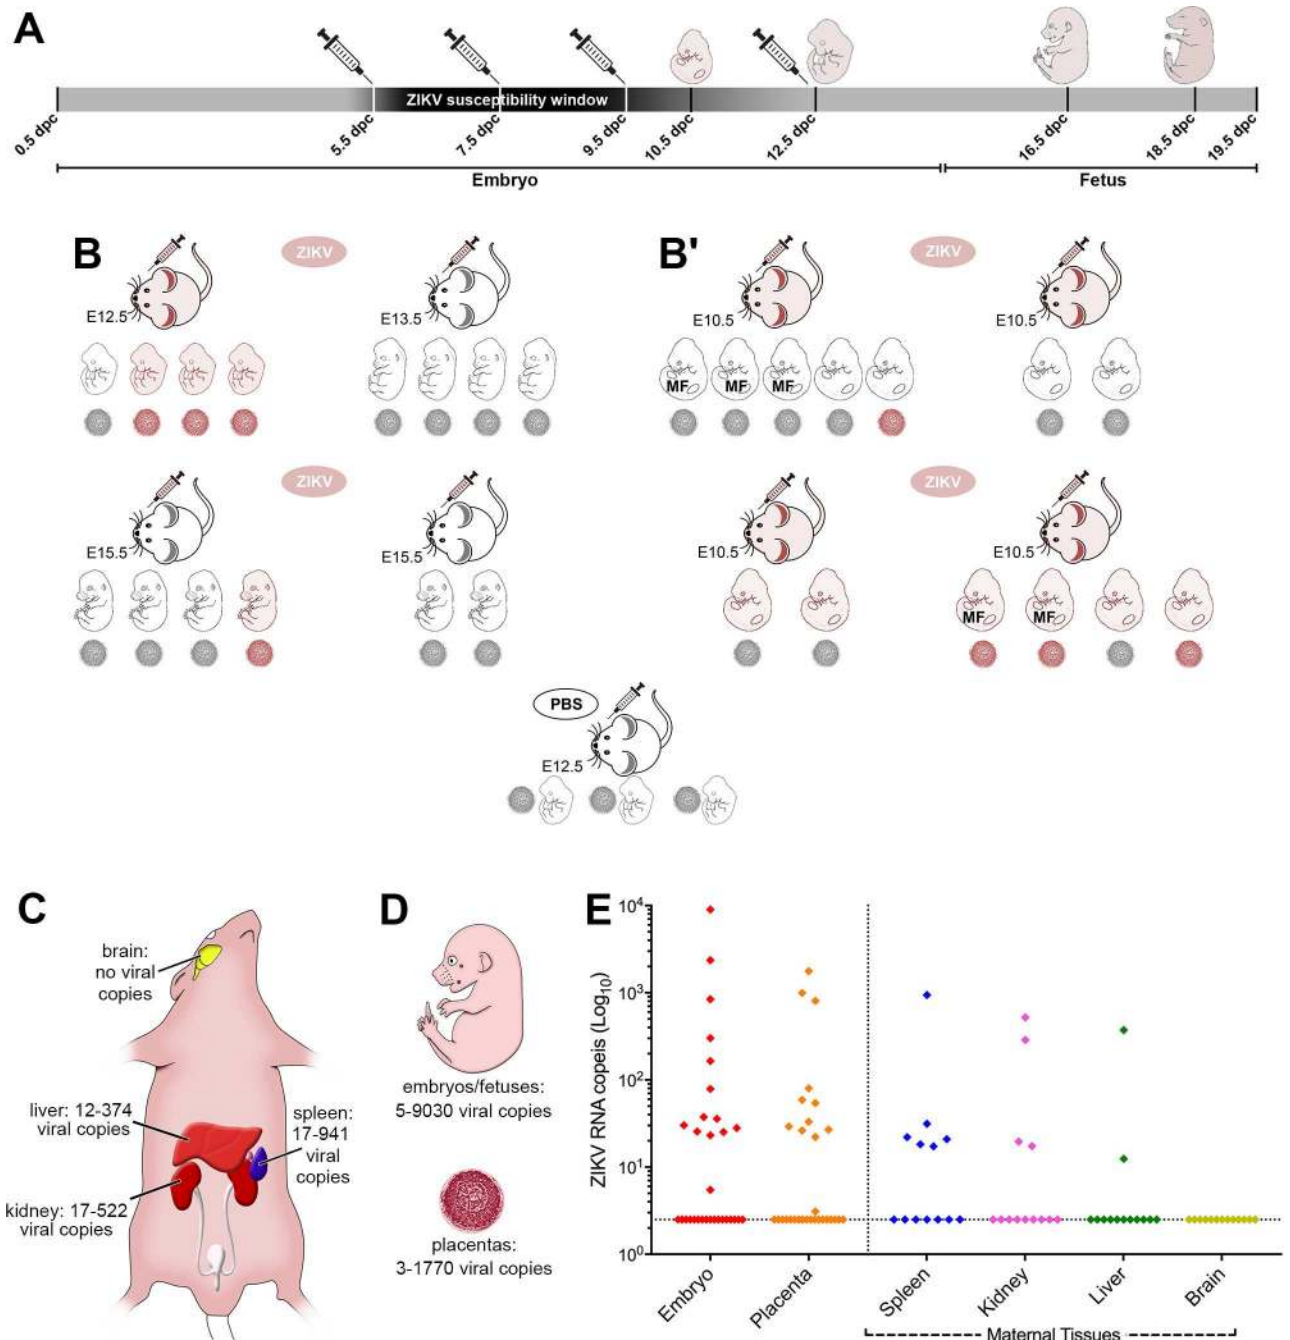 A
ZIKV susceptibility window
0.5 dpc
5.5 dpc
7.5 dpc
9.5 dpc
10.5 dpc
12.5 dpc
16.5 dpc
18.5 dpc
19.5 dpc
Embryo
Fetus
B
ZIKV
E12.5
E13.5
B'
ZIKV
E10.5
E10.5
MF
MF
MF
ZIKV
E15.5
E15.5
ZIKV
E10.5
E10.5
MF
MF
PBS
E12.5
C
brain:
no viral
copies
liver: 12-374
viral copies
spleen:
17-941
viral
copies
kidney: 17-522
viral copies
D
embryos/fetuses:
5-9030 viral copies
placentas:
3-1770 viral copies
E
ZIKV RNA copeis (Log10)
10^4
10^3
10^2
10^1
10^0
Embryo
Placenta
Spleen
Kidney
Liver
Brain
Maternal Tissues